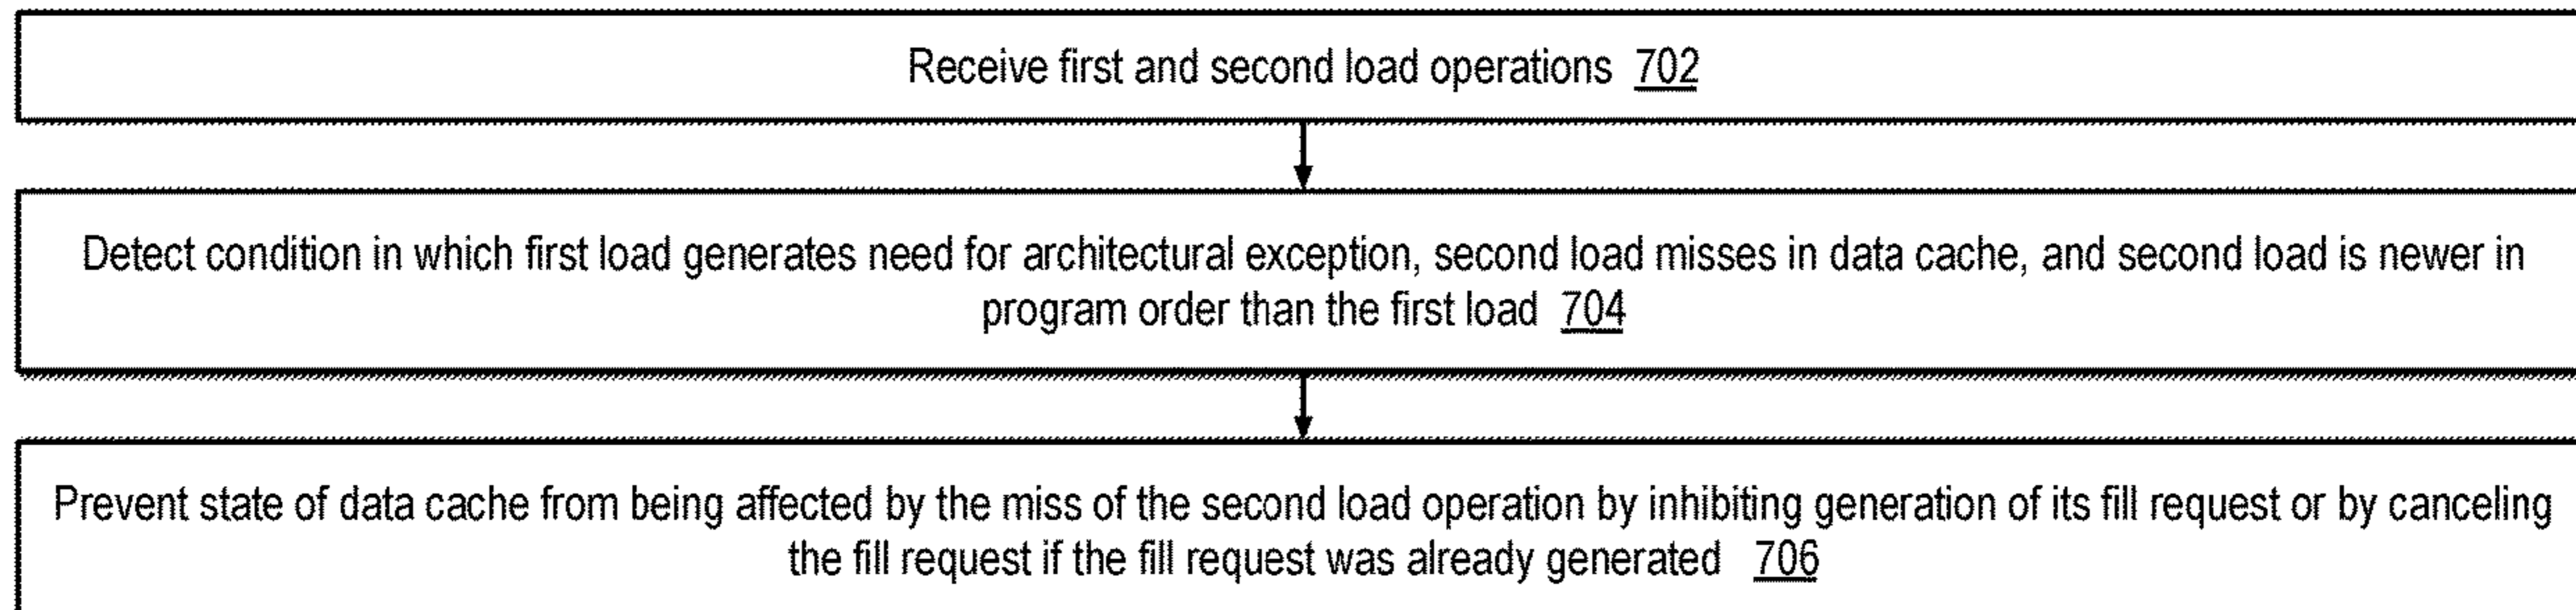 Receive first and second load operations 702
Detect condition in which first load generates need for architectural exception, second load misses in data cache, and second load is newer in
program order than the first load 704
Prevent state of data cache from being affected by the miss of the second load operation by inhibiting generation of its fill request or by canceling
the fill request if the fill request was already generated 706